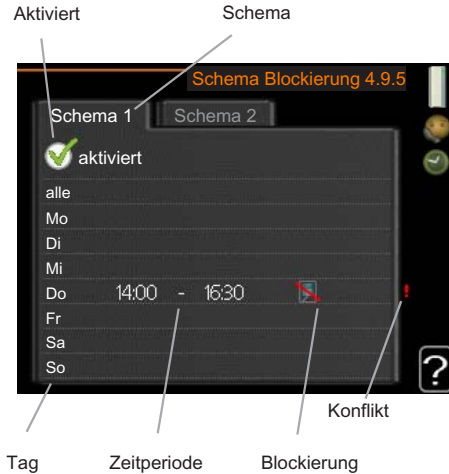 Aktiviert
Schema
Schema Blockierung 4.9.5
Schema 1
Schema 2
aktiviert
alle
Mo
Di
Mi
Do 14:00 - 16:30 !
Fr
Sa
So
?
Konflikt
Tag
Zeitperiode
Blockierung